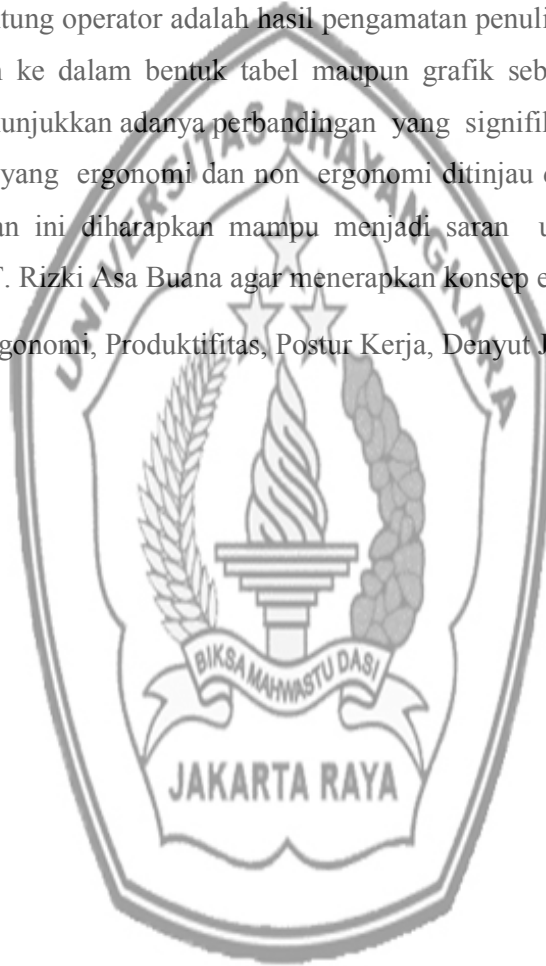 tung operator adalah hasil pengamatan penuli
ke dalam bentuk tabel maupun grafik seb
unjukkan adanya perbandingan yang signifi
yang ergonomi dan non ergonomi ditinjau
an ini diharapkan mampu menjadi saran u
T. Rizki Asa Buana agar menerapkan konsep e
gonomi, Produktifitas, Postur Kerja, Denyut J
UNIVERSITAS BHAYANGKARA
BIKSA MAHWASTU DASI
JAKARTA RAYA